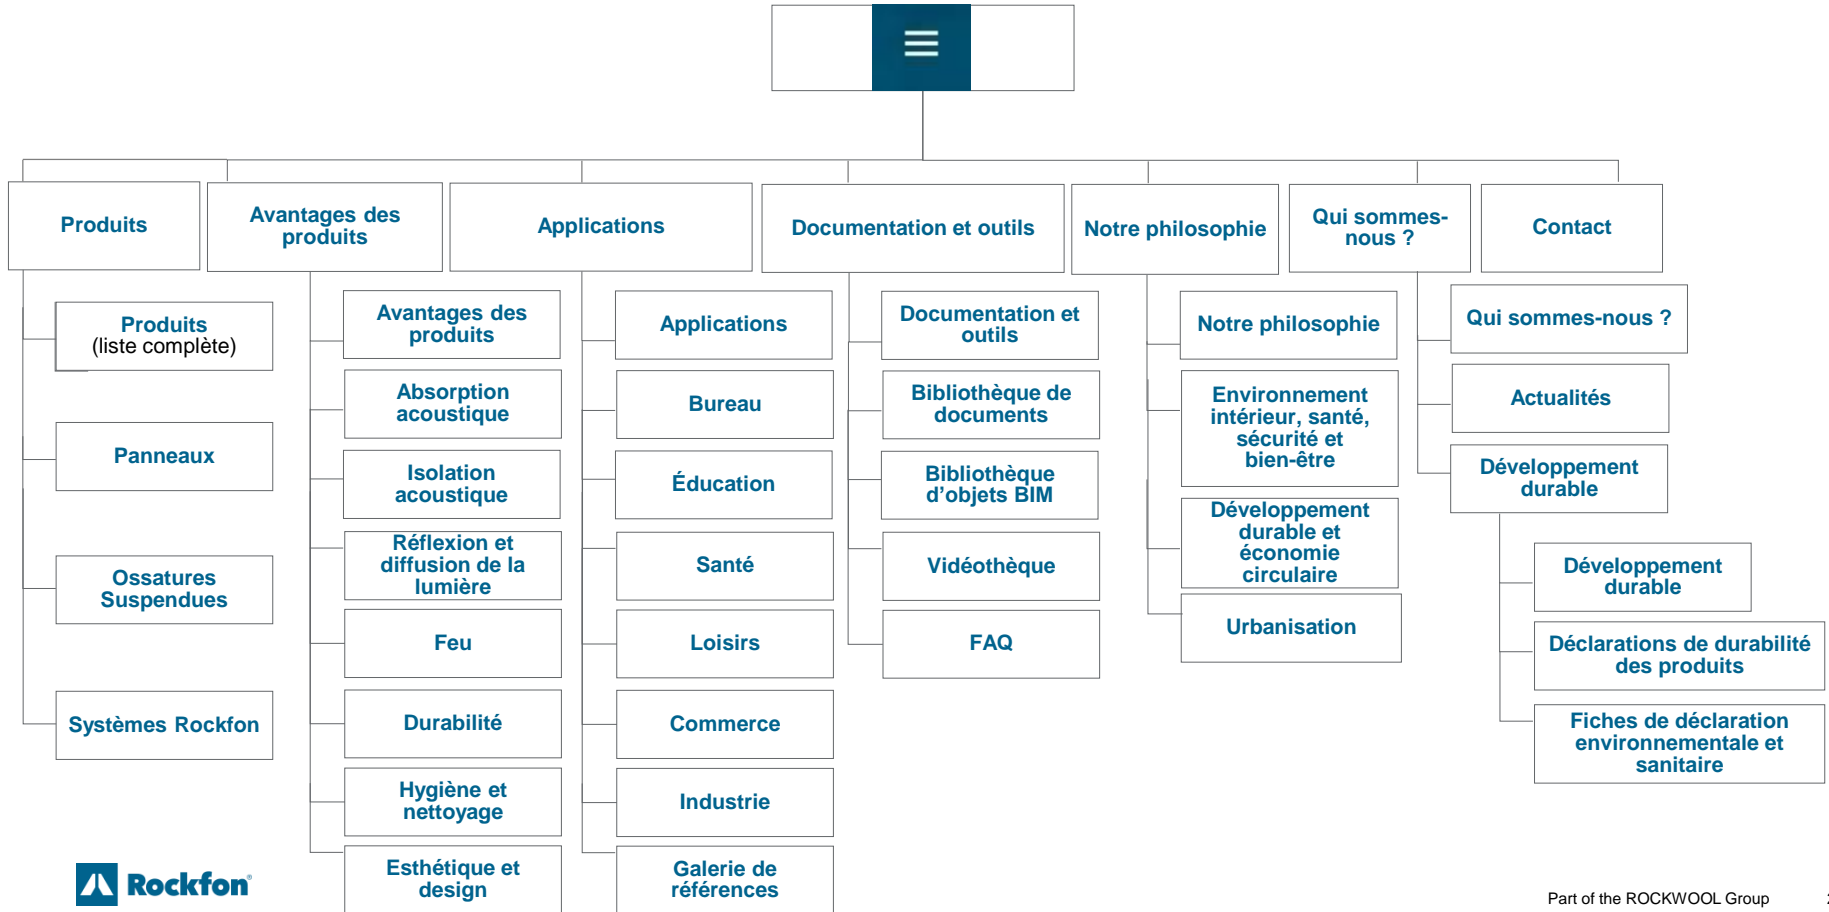 Produits
Avantages des
produits
Applications
Documentation et outils
Notre philosophie
Qui sommes-
nous ?
Contact
Produits
(liste complète)
Panneaux
Ossatures
Suspendues
Systèmes Rockfon
Avantages des
produits
Absorption
acoustique
Isolation
acoustique
Réflexion et
diffusion de la
lumière
Feu
Durabilité
Hygiène et
nettoyage
Esthétique et
design
Applications
Bureau
Éducation
Santé
Loisirs
Commerce
Industrie
Galerie de
références
Documentation et
outils
Bibliothèque de
documents
Bibliothèque
d’objets BIM
Vidéothèque
FAQ
Notre philosophie
Environnement
intérieur, santé,
sécurité et
bien-être
Développement
durable et
économie
circulaire
Urbanisation
Qui sommes-nous ?
Actualités
Développement
durable
Développement
durable
Déclarations de durabilité
des produits
Fiches de déclaration
environnementale et
sanitaire
Rockfon®
Part of the ROCKWOOL Group